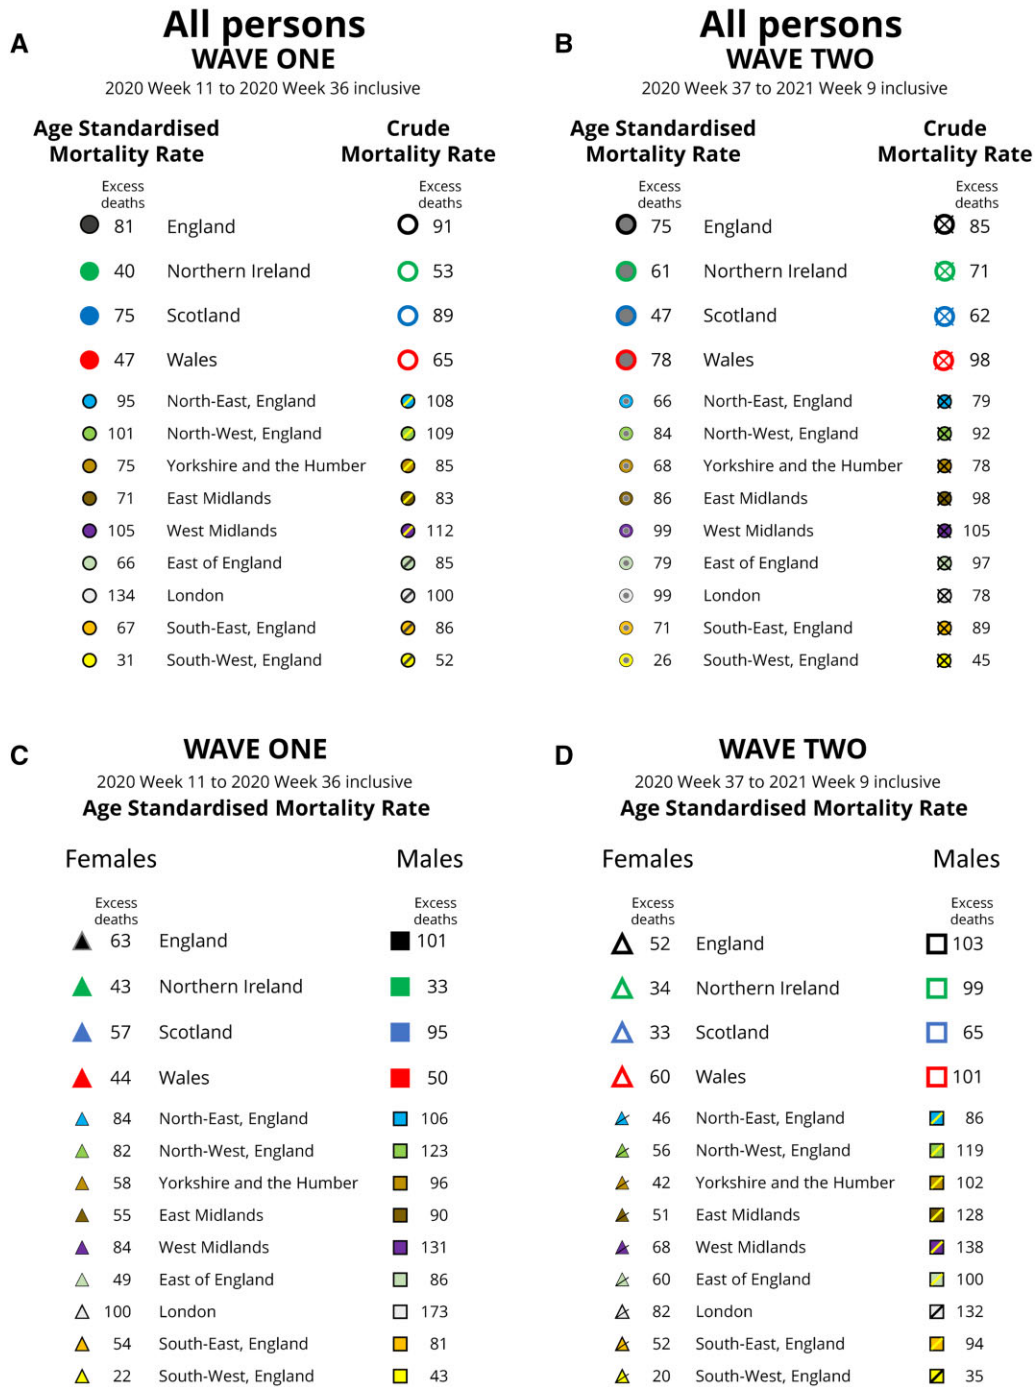 A
All persons
WAVE ONE
2020 Week 11 to 2020 Week 36 inclusive
Age Standardised Mortality Rate
Crude Mortality Rate
Excess deaths
Excess deaths
81 England 91
40 Northern Ireland 53
75 Scotland 89
47 Wales 65
95 North-East, England 108
101 North-West, England 109
75 Yorkshire and the Humber 85
71 East Midlands 83
105 West Midlands 112
66 East of England 85
134 London 100
67 South-East, England 86
31 South-West, England 52
B
All persons
WAVE TWO
2020 Week 37 to 2021 Week 9 inclusive
Age Standardised Mortality Rate
Crude Mortality Rate
Excess deaths
Excess deaths
75 England 85
61 Northern Ireland 71
47 Scotland 62
78 Wales 98
66 North-East, England 79
84 North-West, England 92
68 Yorkshire and the Humber 78
86 East Midlands 98
99 West Midlands 105
79 East of England 97
99 London 78
71 South-East, England 89
26 South-West, England 45
C
WAVE ONE
2020 Week 11 to 2020 Week 36 inclusive
Age Standardised Mortality Rate
Females
Males
Excess deaths
Excess deaths
63 England 101
43 Northern Ireland 33
57 Scotland 95
44 Wales 50
84 North-East, England 106
82 North-West, England 123
58 Yorkshire and the Humber 96
55 East Midlands 90
84 West Midlands 131
49 East of England 86
100 London 173
54 South-East, England 81
22 South-West, England 43
D
WAVE TWO
2020 Week 37 to 2021 Week 9 inclusive
Age Standardised Mortality Rate
Females
Males
Excess deaths
Excess deaths
52 England 103
34 Northern Ireland 99
33 Scotland 65
60 Wales 101
46 North-East, England 86
56 North-West, England 119
42 Yorkshire and the Humber 102
51 East Midlands 128
68 West Midlands 138
60 East of England 100
82 London 132
52 South-East, England 94
20 South-West, England 35